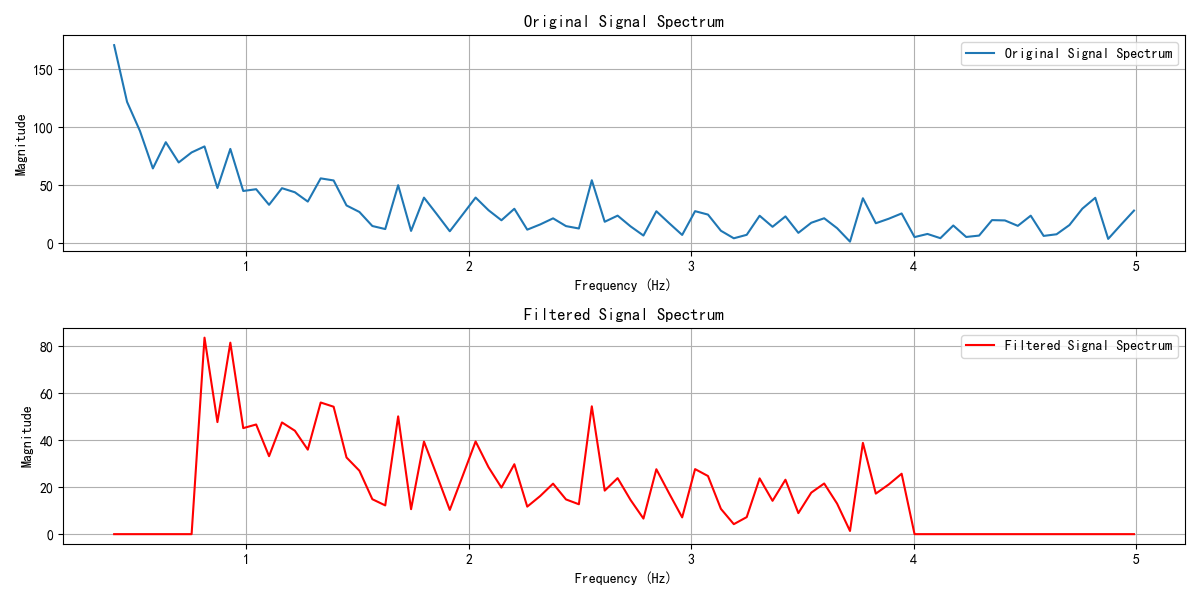 Original Signal Spectrum
Original Signal Spectrum
Magnitude
150
100
50
0
1 2 3 4 5
Frequency (Hz)
Filtered Signal Spectrum
Filtered Signal Spectrum
Magnitude
80
60
40
20
0
1 2 3 4 5
Frequency (Hz)